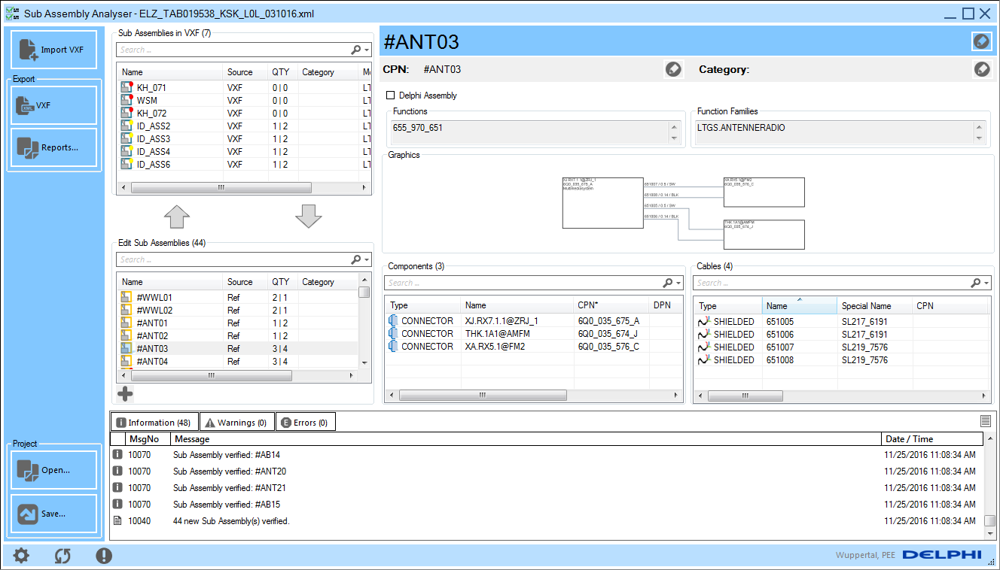 Sub Assembly Analyser - ELZ_TAB019538_KSK_L0L_031016.xml
Import VXF
Export
XML VXF
Reports...
Project
Open...
Save...
Sub Assemblies in VXF (7)
Search ...
Name Source QTY Category M
KH_071 VXF 0|0 LT
WSM VXF 0|0 LT
KH_072 VXF 0|0 LT
ID_ASS2 VXF 1|2 LT
ID_ASS3 VXF 1|2 LT
ID_ASS4 VXF 1|2 LT
ID_ASS6 VXF 1|2 LT
Edit Sub Assemblies (44)
Search ...
Name Source QTY Category
#WWL01 Ref 2|1
#WWL02 Ref 2|1
#ANT01 Ref 1|2
#ANT02 Ref 1|2
#ANT03 Ref 3|4
#ANT04 Ref 3|4
#ANT03
CPN: #ANT03 Category:
Delphi Assembly
Functions
655_970_651
Function Families
LTGS.ANTENNERADIO
Graphics
XJ.RX7.1.1@ZRJ_1
6Q0_035_675_A
Multimediasystem
651007 / 0.5 / SW
651008 / 0.14 / BLK
651005 / 0.5 / SW
651006 / 0.14 / BLK
XA.RX5.1@FM2
6Q0_035_576_C
THK.1A1@AMFM
6Q0_035_674_J
Components (3)
Search ...
Type Name CPN* DPN
CONNECTOR XJ.RX7.1.1@ZRJ_1 6Q0_035_675_A
CONNECTOR THK.1A1@AMFM 6Q0_035_674_J
CONNECTOR XA.RX5.1@FM2 6Q0_035_576_C
Cables (4)
Search ...
Type Name Special Name CPN
SHIELDED 651005 SL217_6191
SHIELDED 651006 SL217_6191
SHIELDED 651007 SL219_7576
SHIELDED 651008 SL219_7576
Information (48) Warnings (0) Errors (0)
MsgNo Message Date / Time
10070 Sub Assembly verified: #AB14 11/25/2016 11:08:34 AM
10070 Sub Assembly verified: #ANT20 11/25/2016 11:08:34 AM
10070 Sub Assembly verified: #ANT21 11/25/2016 11:08:34 AM
10070 Sub Assembly verified: #AB15 11/25/2016 11:08:34 AM
10040 44 new Sub Assembly(s) verified. 11/25/2016 11:08:34 AM
Wuppertal, PEE DELPHI